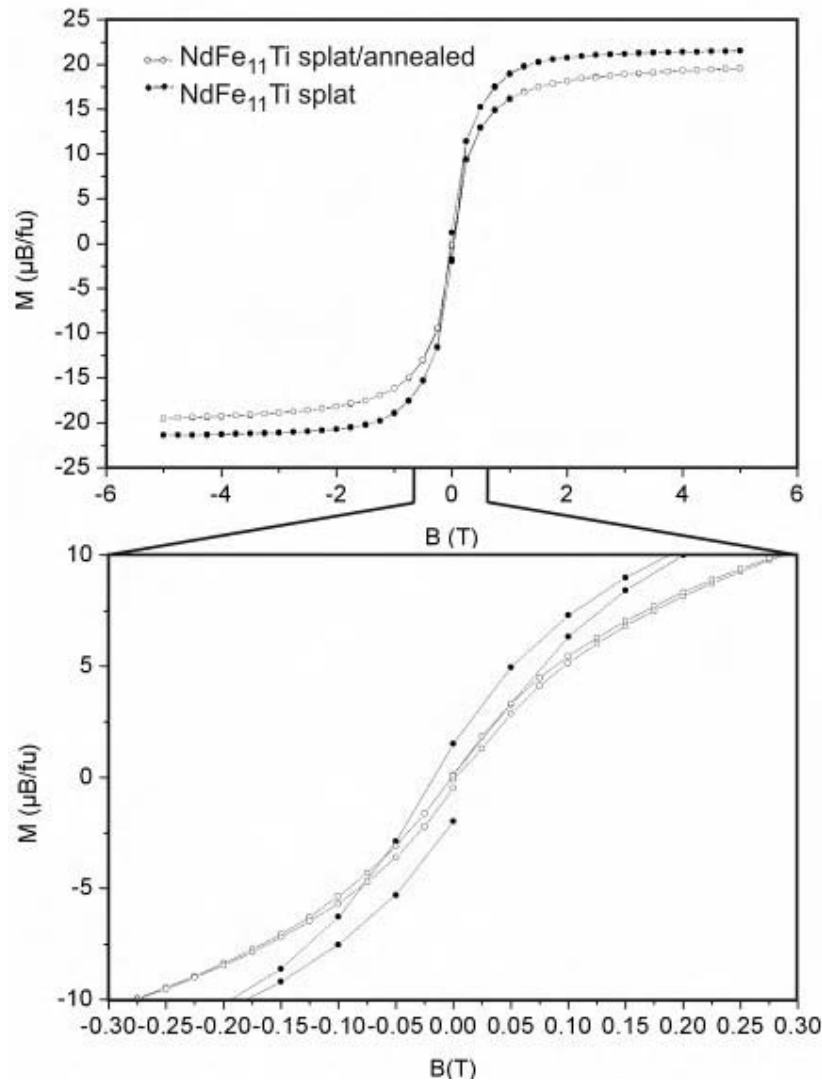 25
20
15
10
5
0
-5
-10
-15
-20
-25
M (µB/fu)
NdFe₁₁Ti splat/annealed
NdFe₁₁Ti splat
-6 -4 -2 0 2 4 6
B (T)
10
5
0
-5
-10
M (µB/fu)
-0.30 -0.25 -0.20 -0.15 -0.10 -0.05 0.00 0.05 0.10 0.15 0.20 0.25 0.30
B(T)